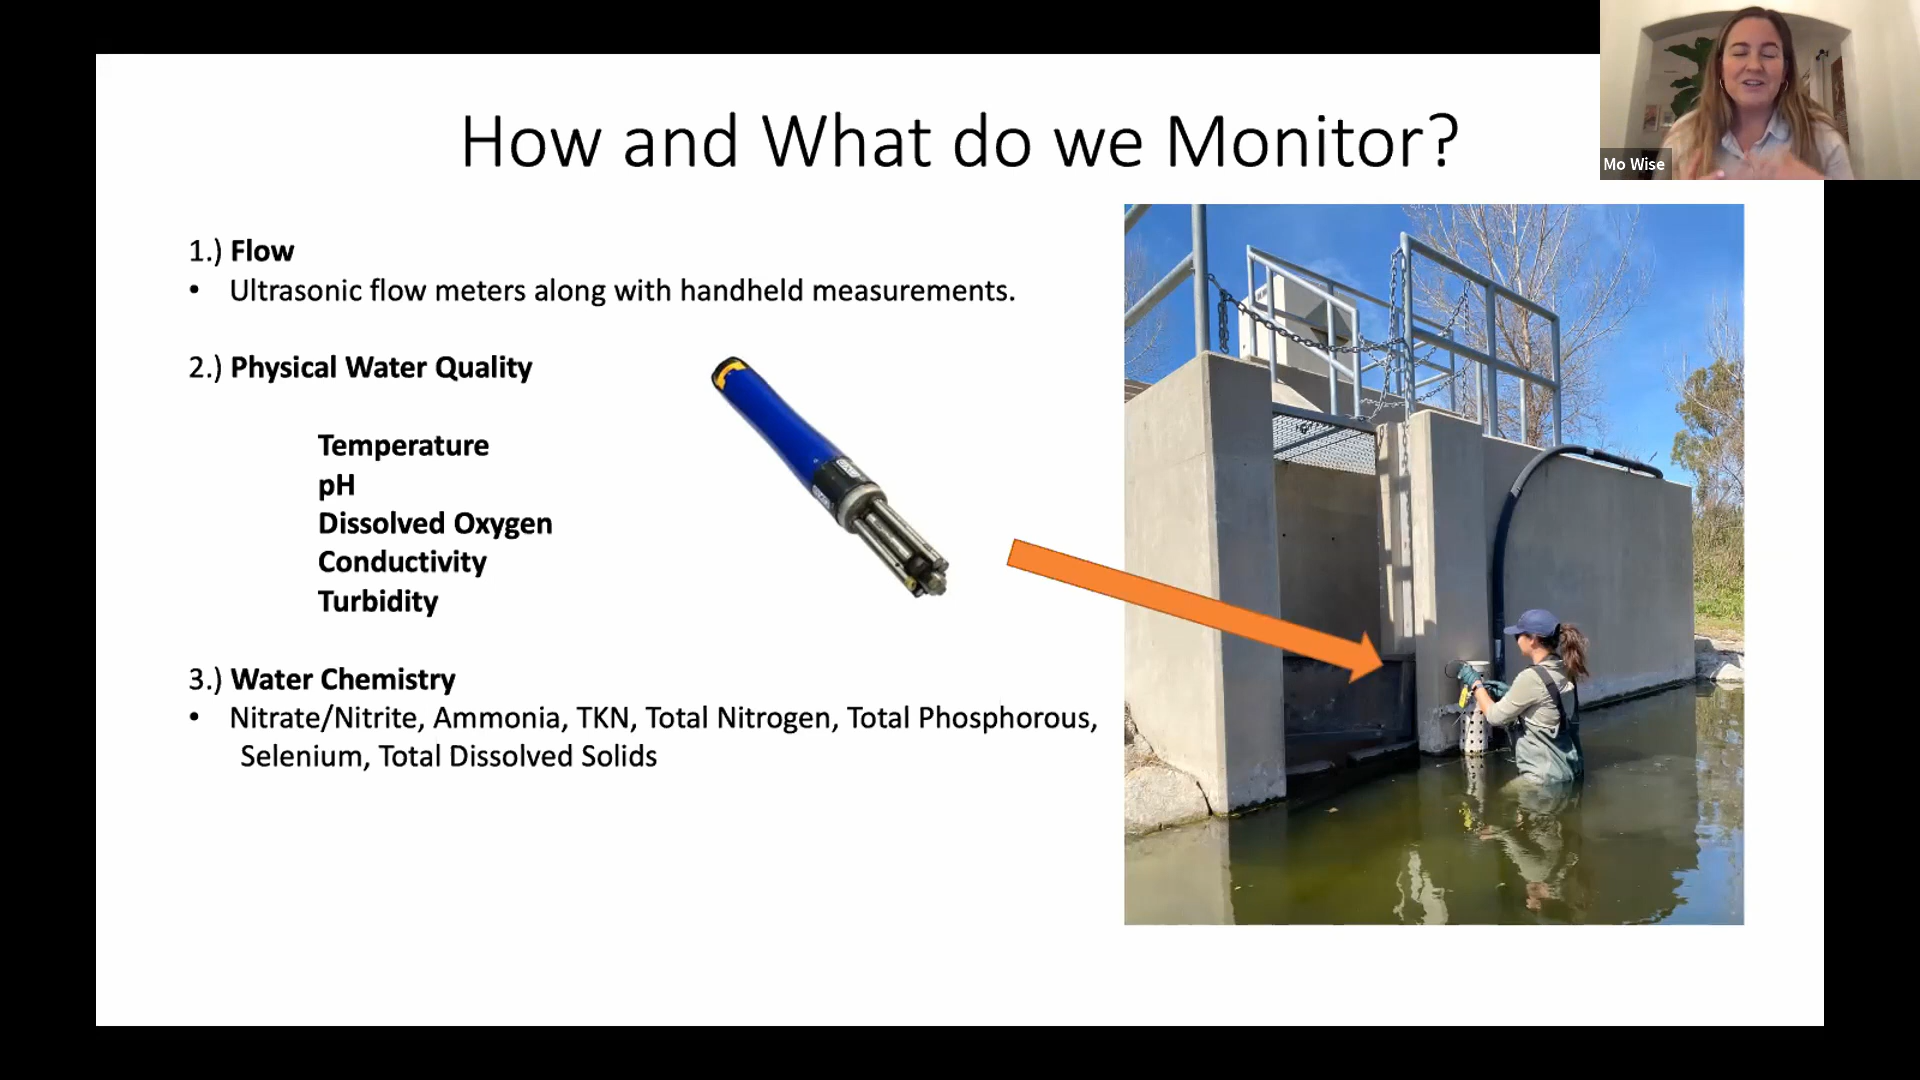 How and What do we Monitor?
Mo Wise
1.) Flow
• Ultrasonic flow meters along with handheld measurements.
2.) Physical Water Quality
Temperature
pH
Dissolved Oxygen
Conductivity
Turbidity
3.) Water Chemistry
• Nitrate/Nitrite, Ammonia, TKN, Total Nitrogen, Total Phosphorous,
Selenium, Total Dissolved Solids